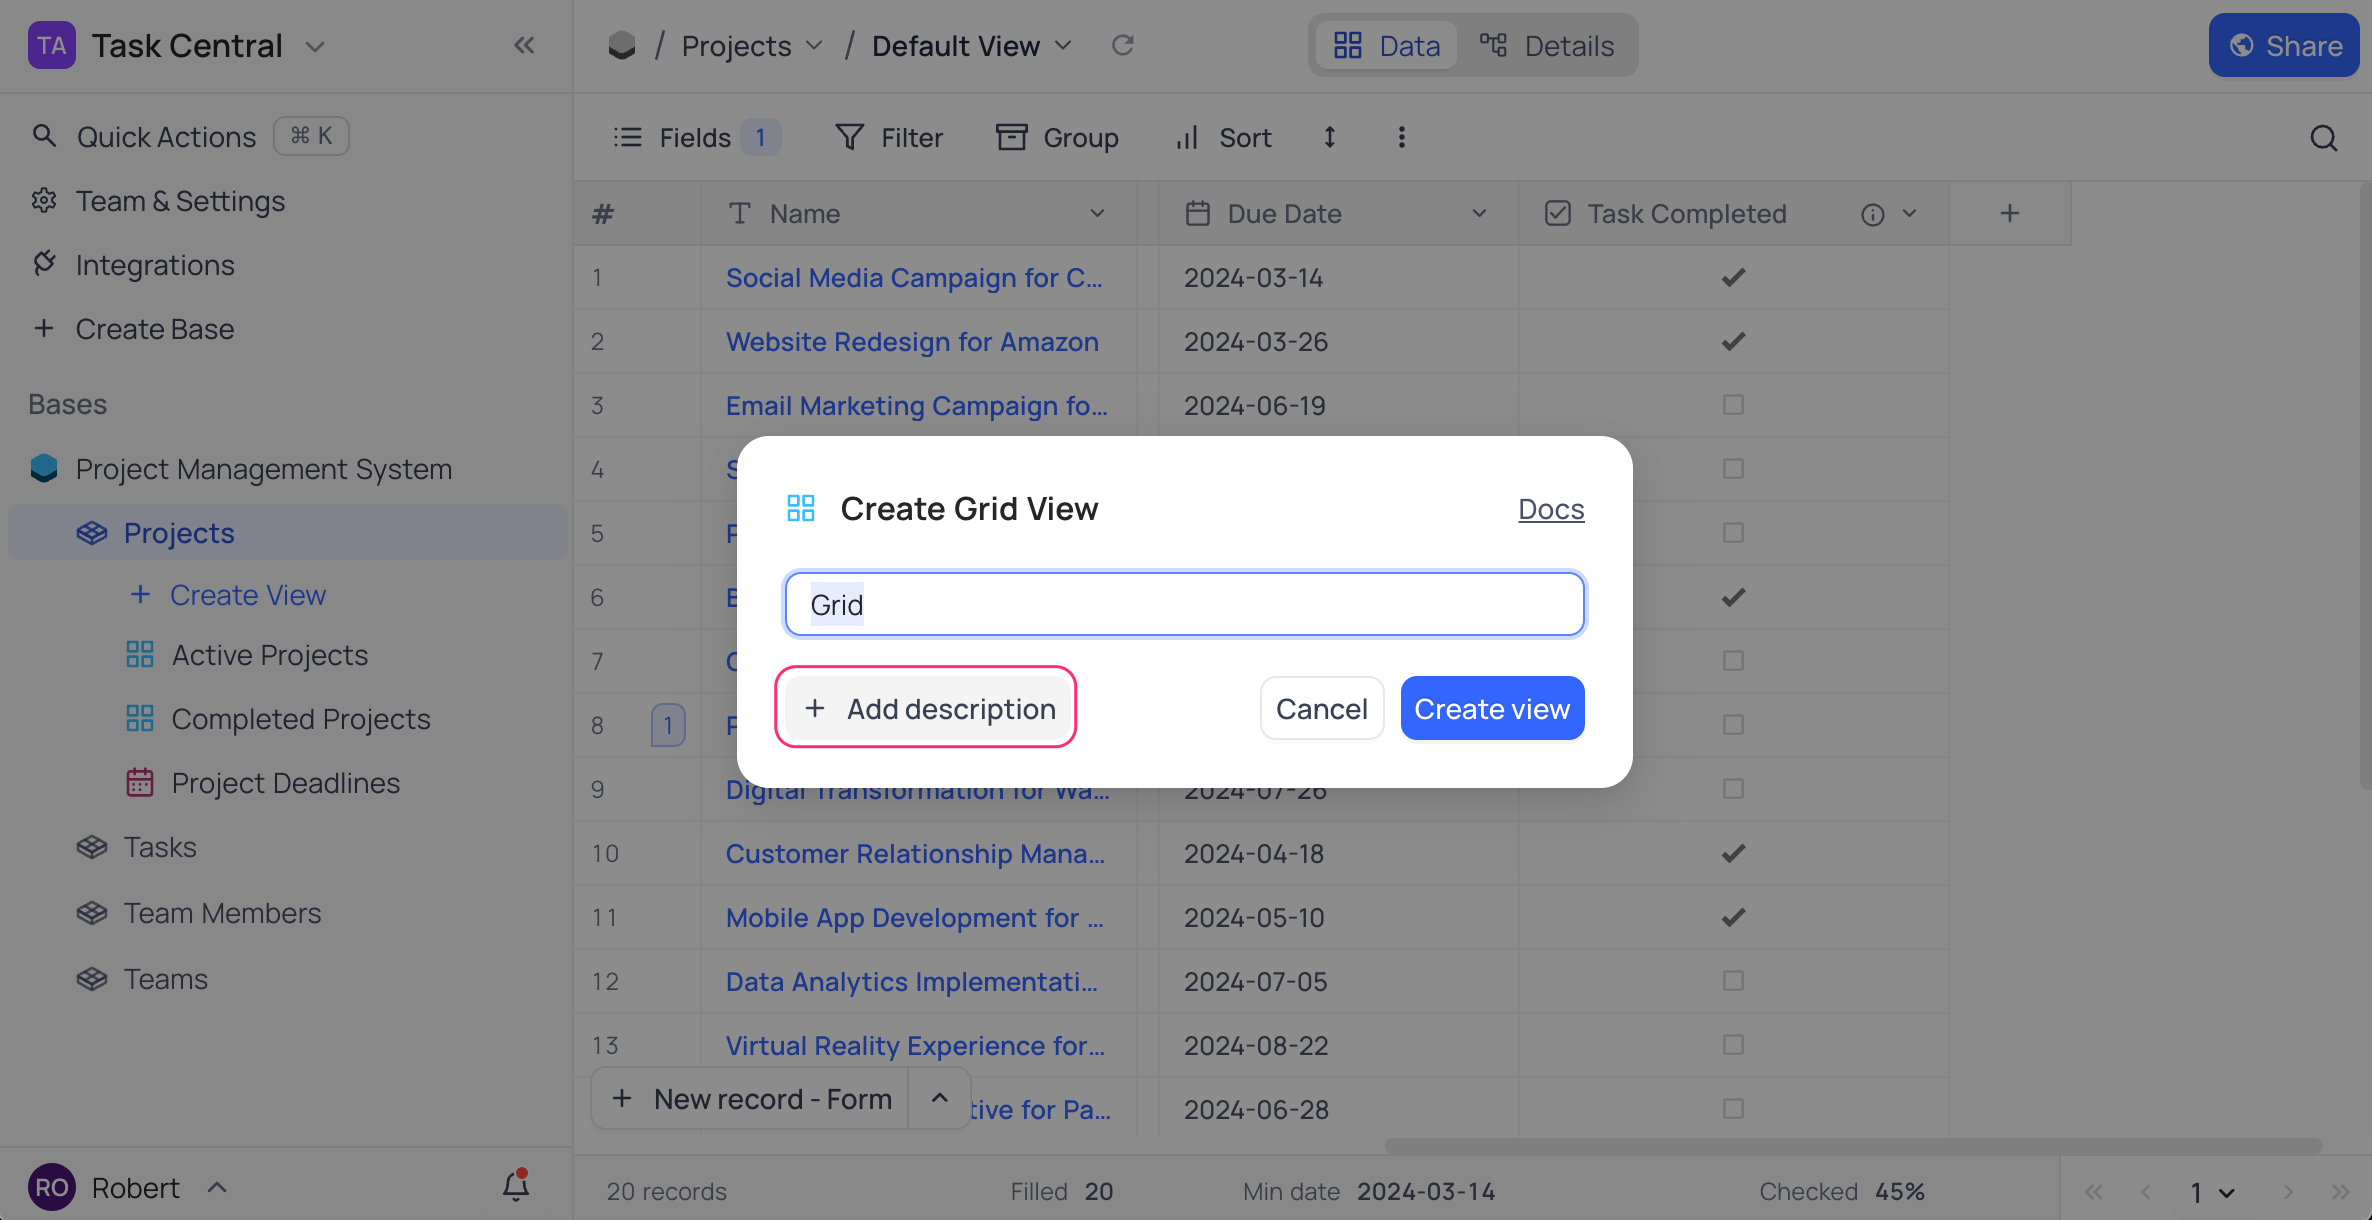 TA Task Central
Quick Actions ⌘ K
Team & Settings
Integrations
Create Base
Bases
Project Management System
Projects
Create View
Active Projects
Completed Projects
Project Deadlines
Tasks
Team Members
Teams
RO Robert
/ Projects / Default View
Data Details
Share
Fields 1 Filter Group Sort
# Name Due Date Task Completed
1 Social Media Campaign for C... 2024-03-14
2 Website Redesign for Amazon 2024-03-26
3 Email Marketing Campaign fo... 2024-06-19
4
5
6
7
8 1
9 Digital Transformation for Wa... 2024-07-26
10 Customer Relationship Mana... 2024-04-18
11 Mobile App Development for ... 2024-05-10
12 Data Analytics Implementati... 2024-07-05
13 Virtual Reality Experience for... 2024-08-22
tive for Pa... 2024-06-28
New record - Form
20 records Filled 20 Min date 2024-03-14 Checked 45% 1
Create Grid View Docs
Grid
Add description Cancel Create view